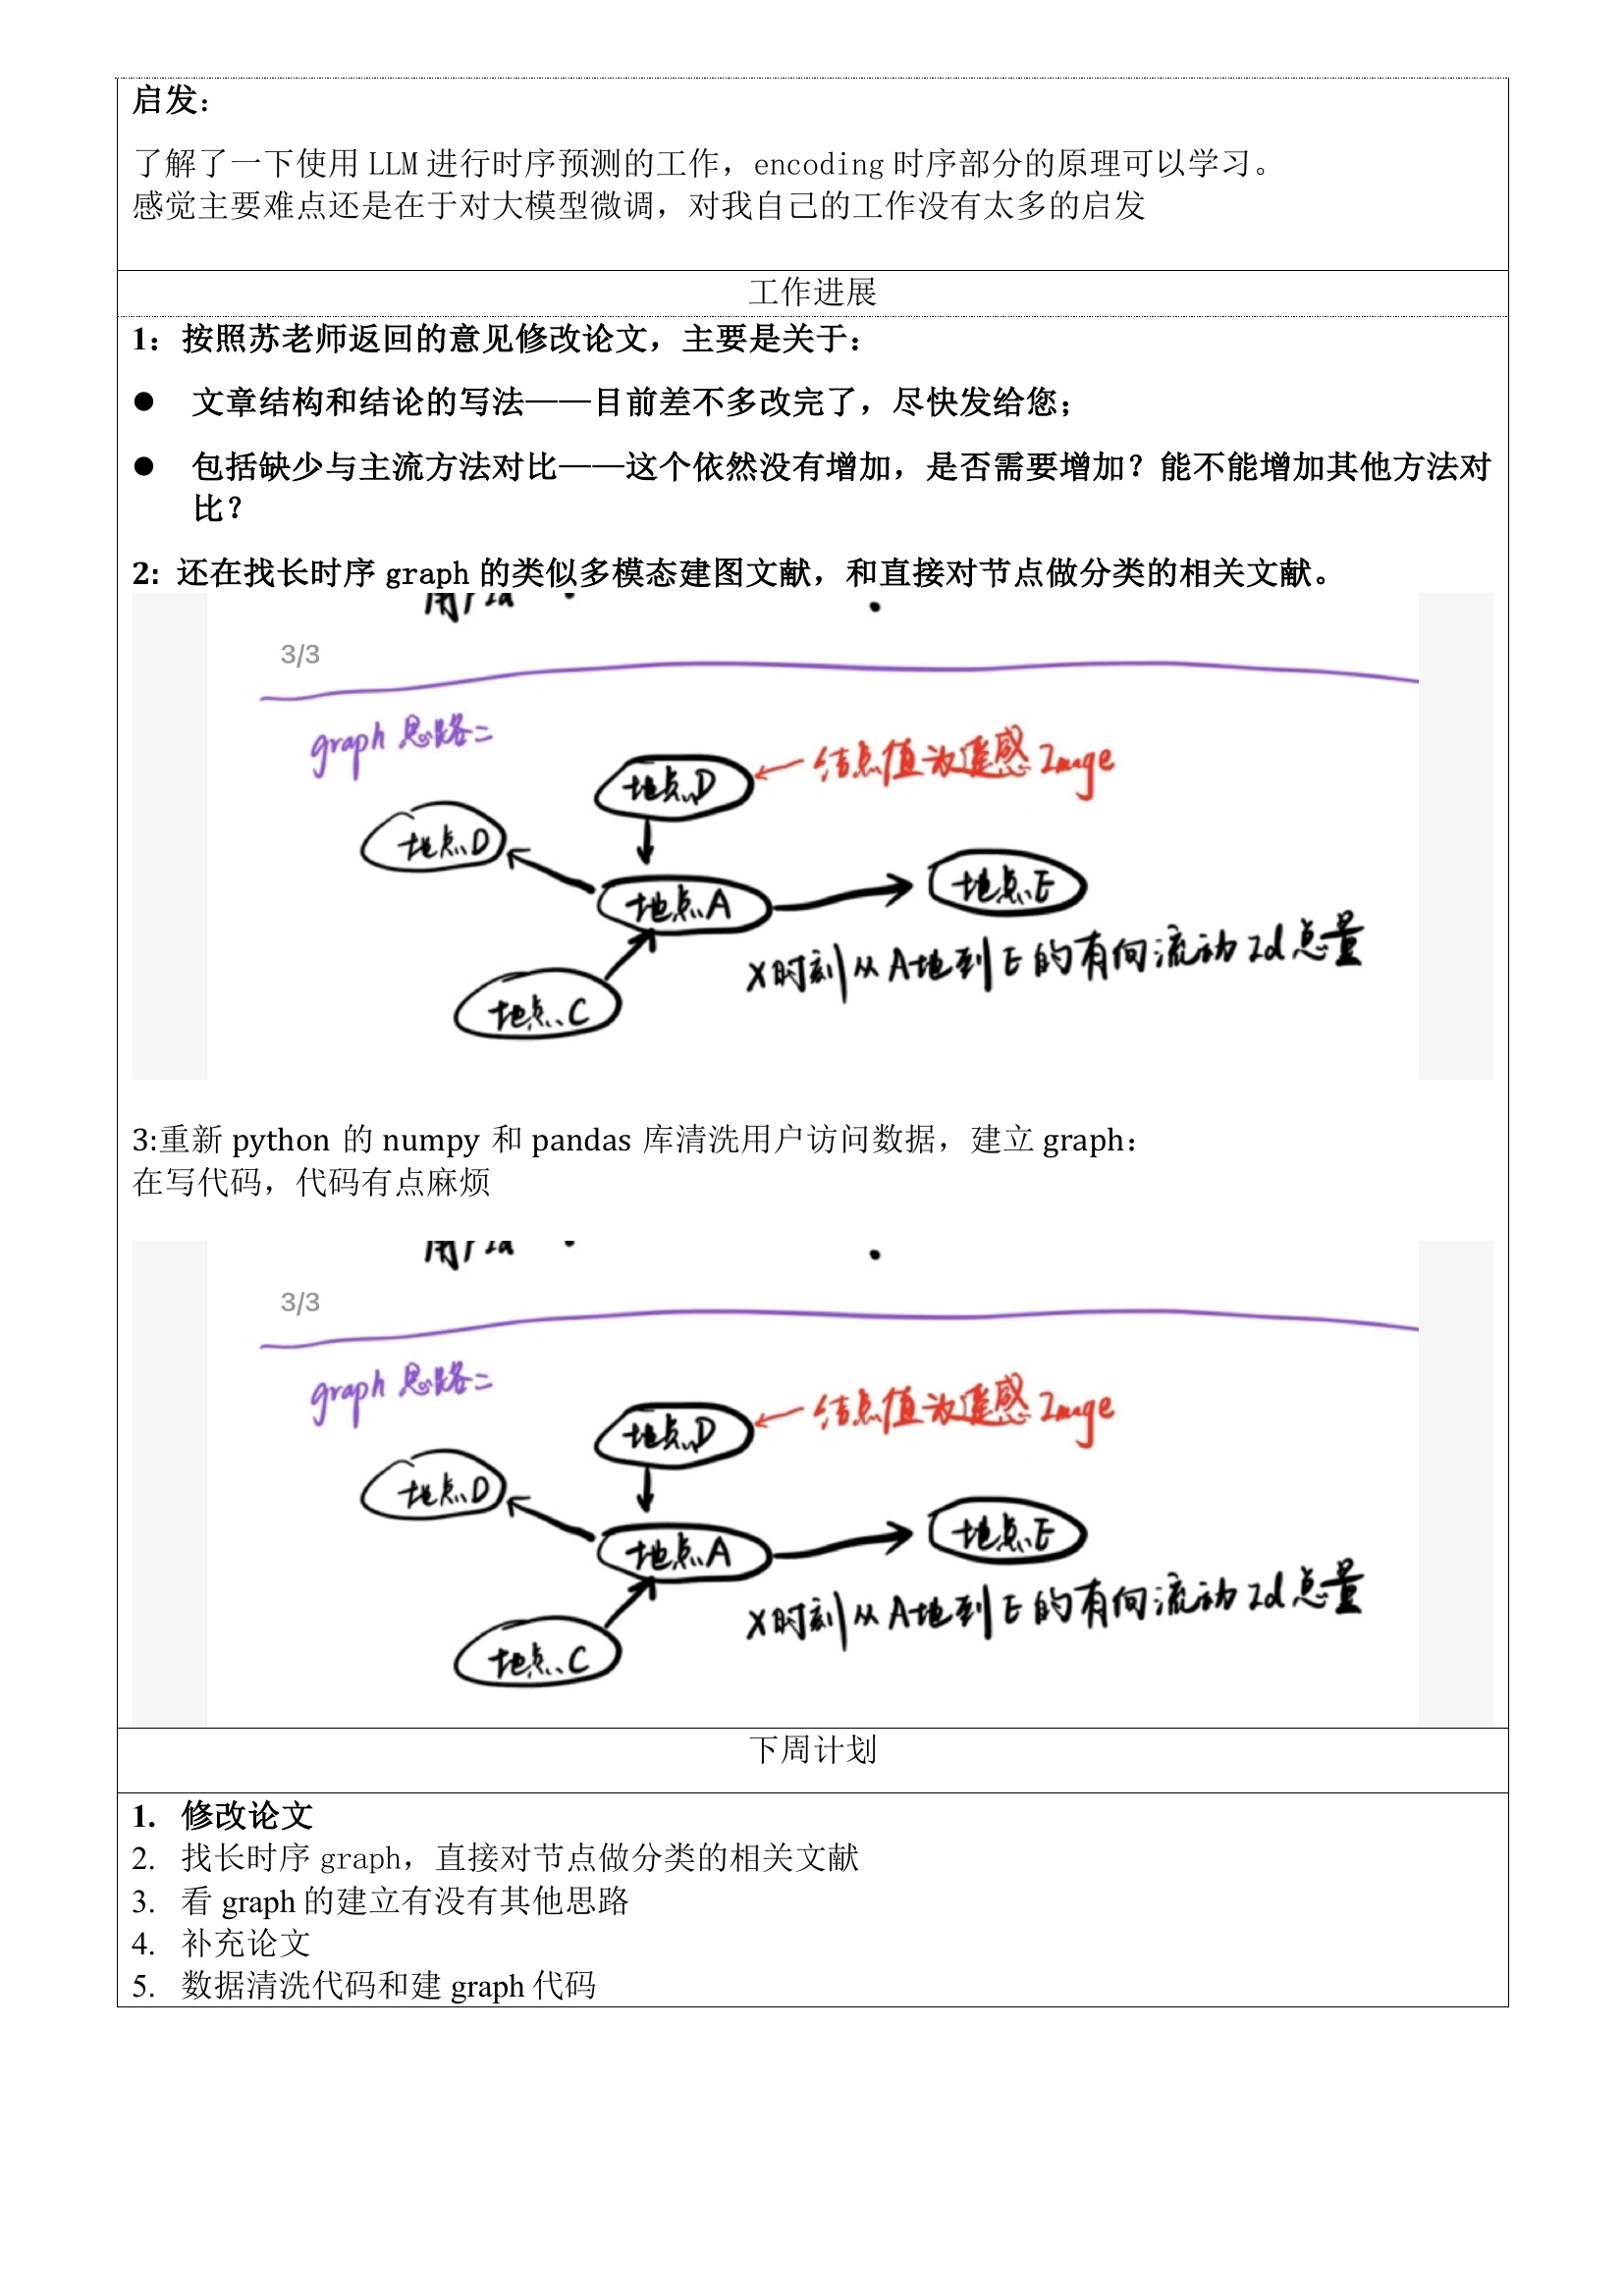 启发：
了解了一下使用 LLM 进行时序预测的工作，encoding 时序部分的原理可以学习。
感觉主要难点还是在于对大模型微调，对我自己的工作没有太多的启发
工作进展
1：按照苏老师返回的意见修改论文，主要是关于：
● 文章结构和结论的写法——目前差不多改完了，尽快发给您；
● 包括缺少与主流方法对比——这个依然没有增加，是否需要增加？能不能增加其他方法对
比？
2: 还在找长时序 graph 的类似多模态建图文献，和直接对节点做分类的相关文献。
3/3
graph 思路二
地点D
结点值为遥感 Image
地点D
地点A
地点E
X时刻从A地到E的有向流动Id总量
地点C
3:重新 python 的 numpy 和 pandas 库清洗用户访问数据，建立 graph：
在写代码，代码有点麻烦
3/3
graph 思路二
地点D
结点值为遥感 Image
地点D
地点A
地点E
X时刻从A地到E的有向流动Id总量
地点C
下周计划
1. 修改论文
2. 找长时序 graph，直接对节点做分类的相关文献
3. 看 graph 的建立有没有其他思路
4. 补充论文
5. 数据清洗代码和建 graph 代码